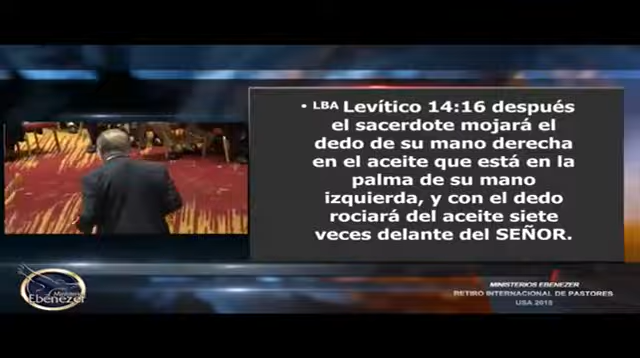 • LBA Levítico 14:16 después
el sacerdote mojará el
dedo de su mano derecha
en el aceite que está en la
palma de su mano
izquierda, y con el dedo
rociará del aceite siete
veces delante del SEÑOR.
Ministerios
Ebenezer
MINISTERIOS EBENEZER
RETIRO INTERNACIONAL DE PASTORES
USA 2018